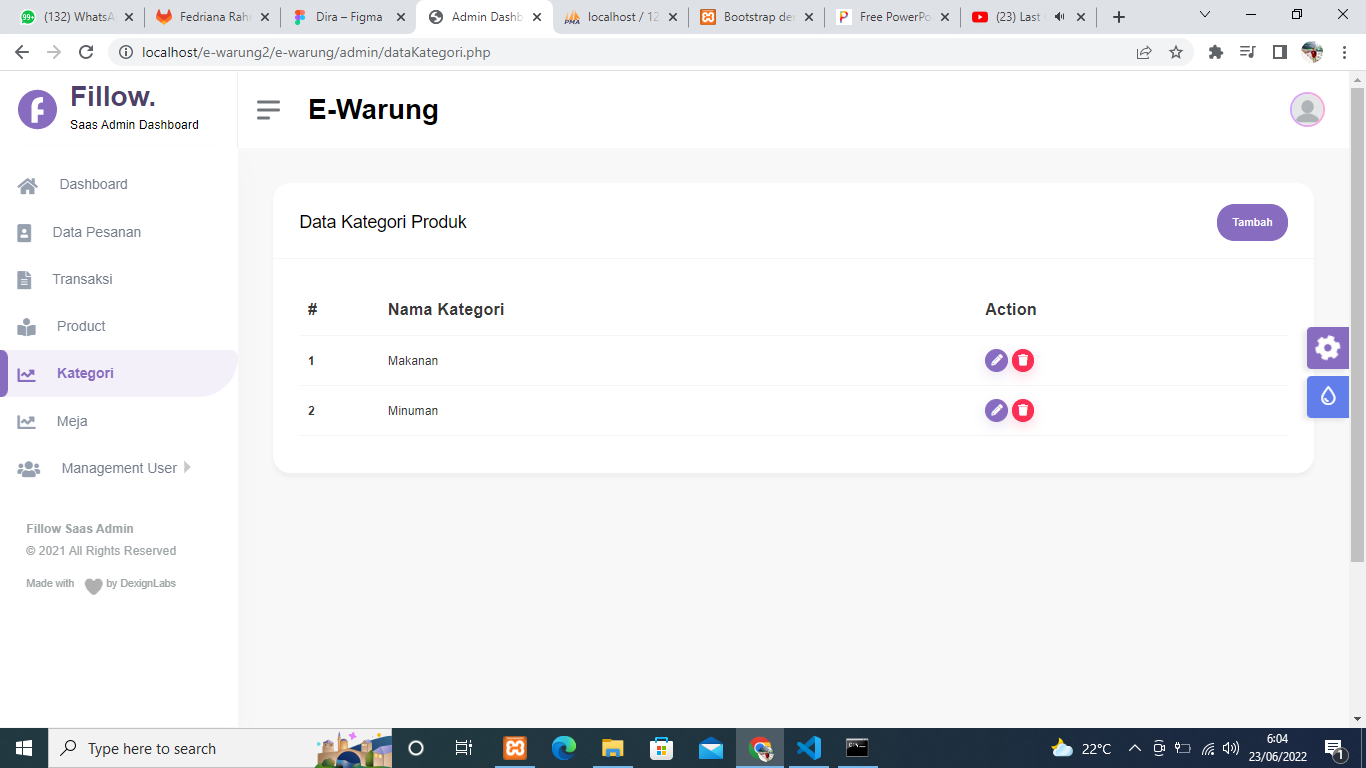 (132) WhatsA
Fedriana Rah
Dira – Figma
Admin Dashb
localhost / 12
Bootstrap de
Free PowerPo
(23) Last
localhost/e-warung2/e-warung/admin/dataKategori.php
Fillow.
Saas Admin Dashboard
E-Warung
Dashboard
Data Pesanan
Transaksi
Product
Kategori
Meja
Management User
Fillow Saas Admin
© 2021 All Rights Reserved
Made with by DexignLabs
Data Kategori Produk
Tambah
# Nama Kategori Action
1 Makanan
2 Minuman
Type here to search
22°C
6:04
23/06/2022
1